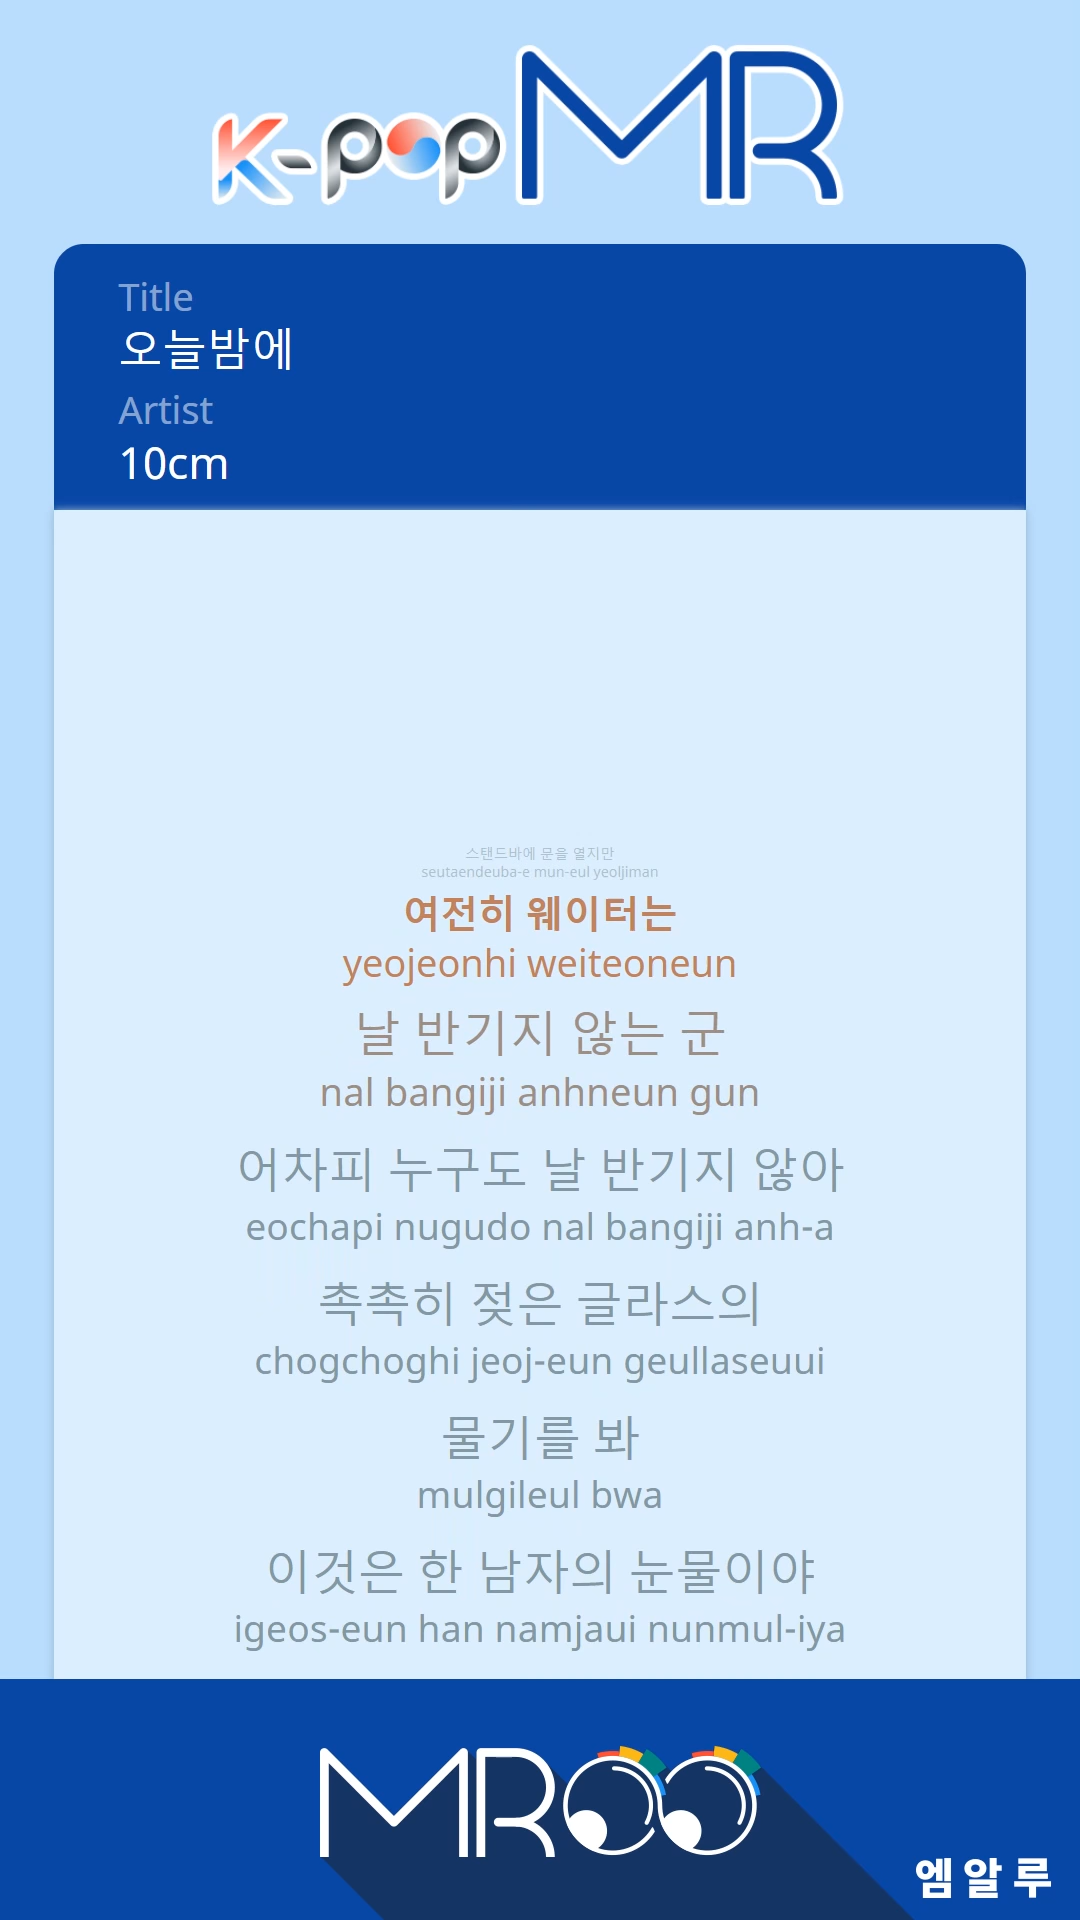 K-pop MR
Title
오늘밤에
Artist
10cm
스탠드바에 문을 열지만
seutaendeuba-e mun-eul yeoljiman
여전히 웨이터는
yeojeonhi weiteoneun
날 반기지 않는 군
nal bangiji anhneun gun
어차피 누구도 날 반기지 않아
eochapi nugudo nal bangiji anh-a
촉촉히 젖은 글라스의
chogchoghi jeoj-eun geullaseuui
물기를 봐
mulgileul bwa
이것은 한 남자의 눈물이야
igeos-eun han namjaui nunmul-iya
MROO
엠알루